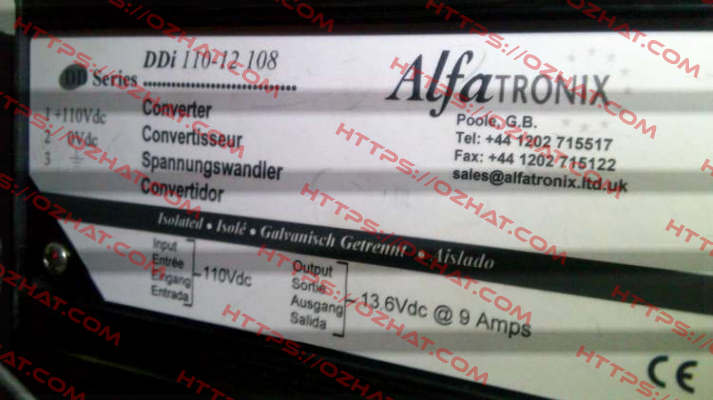 DD Series DDi 110-12 108
AlfaTRONIX
Poole, G.B.
Tel: +44 1202 715517
Fax: +44 1202 715122
sales@alfatronix.ltd.uk
1 +110Vdc
2 0Vdc
3
Converter
Convertisseur
Spannungswandler
Convertidor
Isolated • Isolé • Galvanisch Getrennt • Aislado
Input
Entrée
Eingang
Entrada
110Vdc
Output
Sortie
Ausgang
Salida
13.6Vdc @ 9 Amps
CE
HTTPS://OZHAT.COM